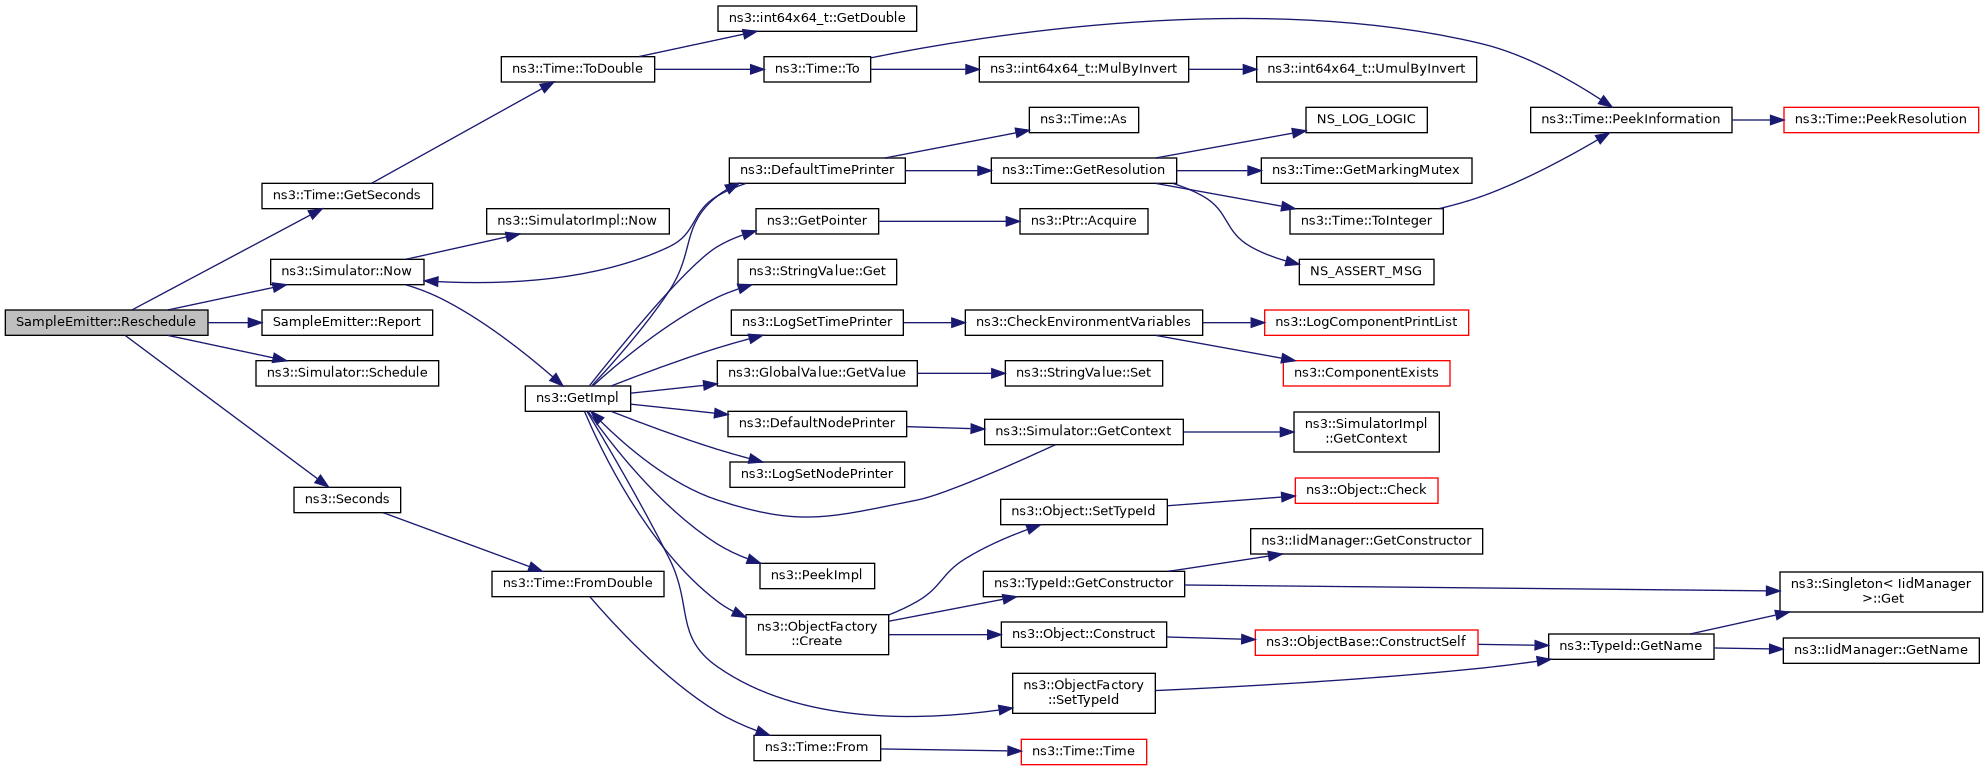 ns3::int64x64_t::GetDouble
ns3::Time::ToDouble
ns3::Time::To
ns3::int64x64_t::MulByInvert
ns3::int64x64_t::UmulByInvert
ns3::Time::As
NS_LOG_LOGIC
ns3::Time::PeekInformation
ns3::Time::PeekResolution
ns3::DefaultTimePrinter
ns3::Time::GetResolution
ns3::Time::GetMarkingMutex
ns3::Time::GetSeconds
ns3::SimulatorImpl::Now
ns3::GetPointer
ns3::Ptr::Acquire
ns3::Time::ToInteger
ns3::Simulator::Now
ns3::StringValue::Get
NS_ASSERT_MSG
SampleEmitter::Reschedule
SampleEmitter::Report
ns3::LogSetTimePrinter
ns3::CheckEnvironmentVariables
ns3::LogComponentPrintList
ns3::Simulator::Schedule
ns3::GlobalValue::GetValue
ns3::StringValue::Set
ns3::ComponentExists
ns3::GetImpl
ns3::DefaultNodePrinter
ns3::Simulator::GetContext
ns3::SimulatorImpl
::GetContext
ns3::LogSetNodePrinter
ns3::Object::Check
ns3::Seconds
ns3::Object::SetTypeId
ns3::IidManager::GetConstructor
ns3::PeekImpl
ns3::Time::FromDouble
ns3::TypeId::GetConstructor
ns3::Singleton< IidManager
>::Get
ns3::ObjectFactory
::Create
ns3::Object::Construct
ns3::ObjectBase::ConstructSelf
ns3::TypeId::GetName
ns3::IidManager::GetName
ns3::ObjectFactory
::SetTypeId
ns3::Time::From
ns3::Time::Time